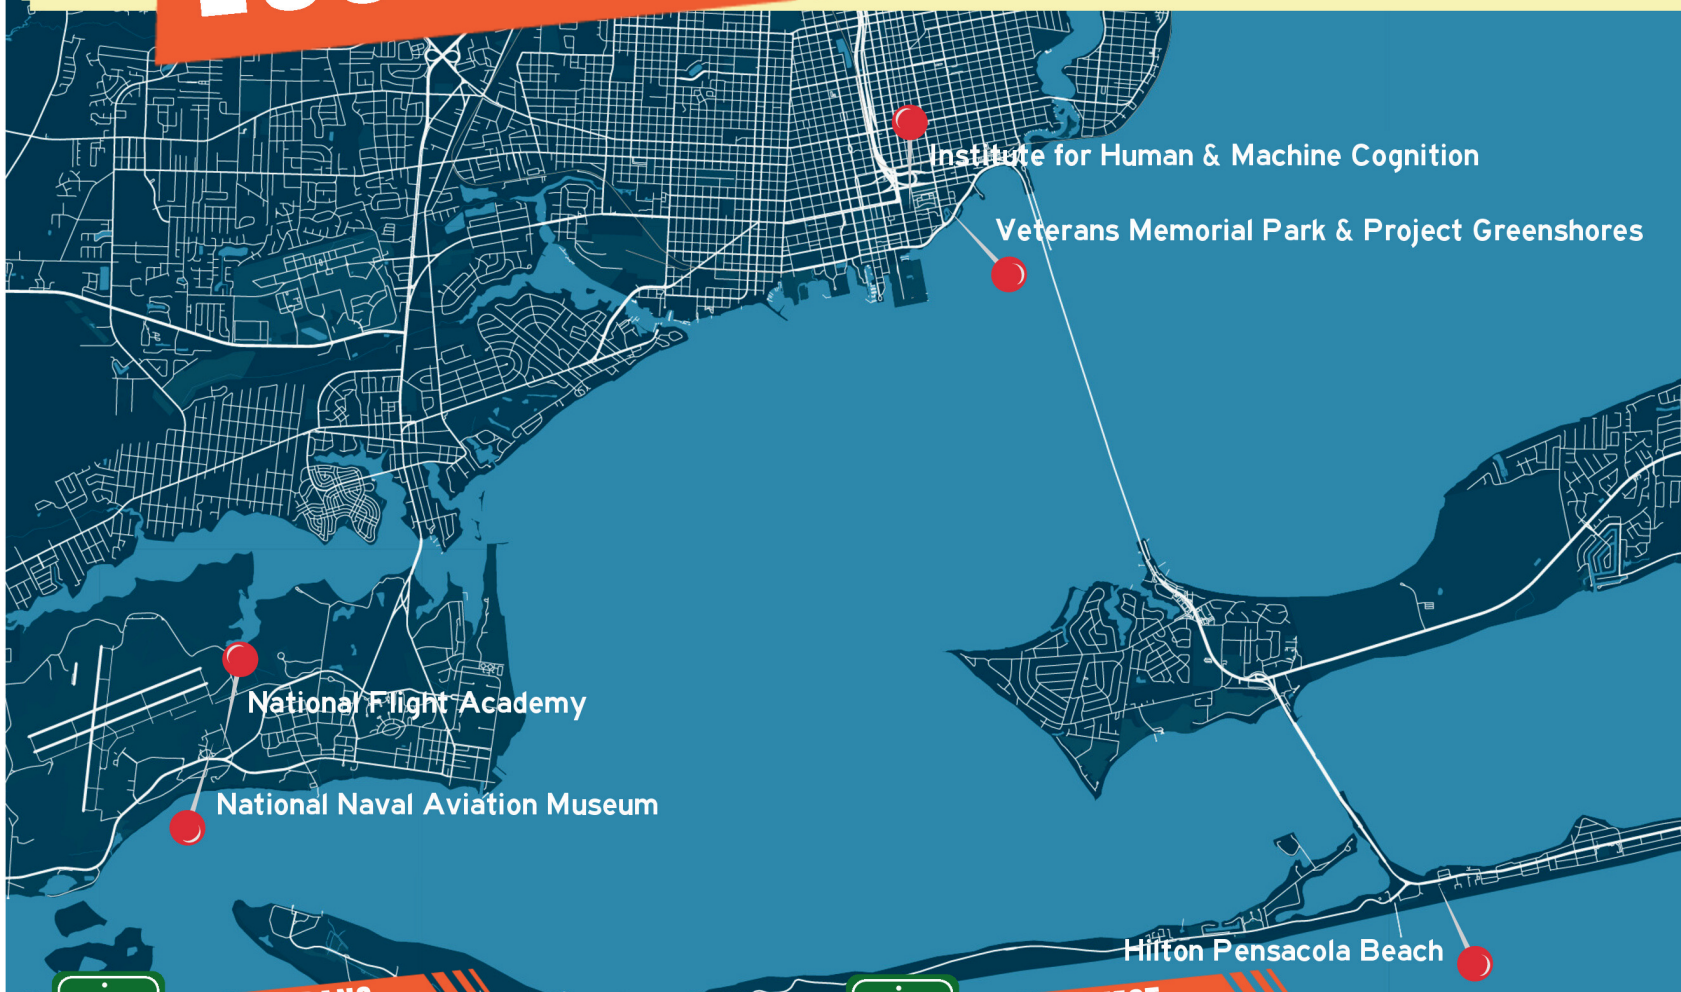 Institute for Human & Machine Cognition
Veterans Memorial Park & Project Greenshores
National Flight Academy
National Naval Aviation Museum
Hilton Pensacola Beach